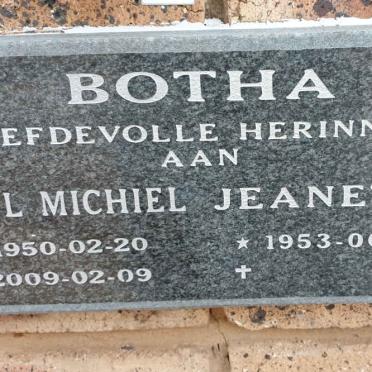 BOTHA
EFDEVOLLE HERINN
AAN
L MICHIEL JEANE
1950-02-20 ★ 1953-0
2009-02-09 ✝